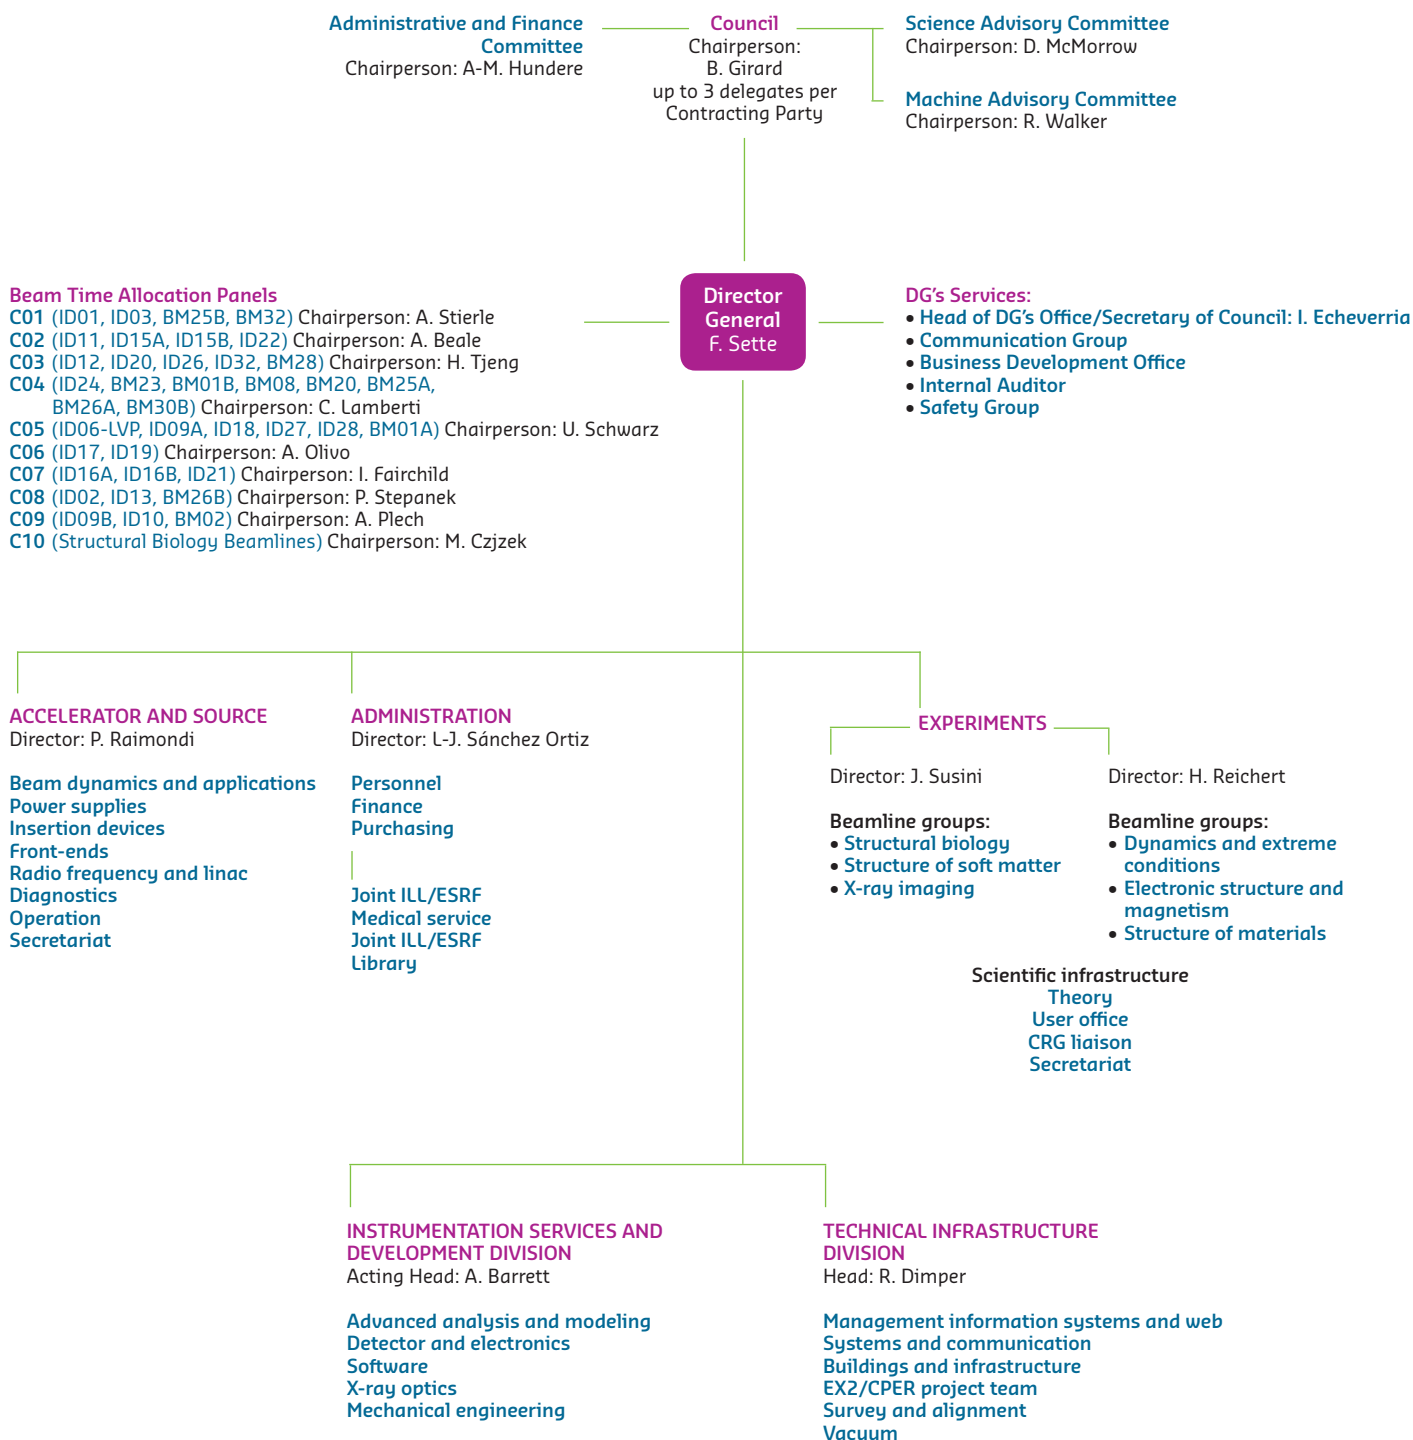 Administrative and Finance
Committee
Chairperson: A-M. Hundere
Council
Chairperson:
B. Girard
up to 3 delegates per
Contracting Party
Science Advisory Committee
Chairperson: D. McMorrow
Machine Advisory Committee
Chairperson: R. Walker
Beam Time Allocation Panels
C01 (ID01, ID03, BM25B, BM32) Chairperson: A. Stierle
C02 (ID11, ID15A, ID15B, ID22) Chairperson: A. Beale
C03 (ID12, ID20, ID26, ID32, BM28) Chairperson: H. Tjeng
C04 (ID24, BM23, BM01B, BM08, BM20, BM25A,
BM26A, BM30B) Chairperson: C. Lamberti
C05 (ID06-LVP, ID09A, ID18, ID27, ID28, BM01A) Chairperson: U. Schwarz
C06 (ID17, ID19) Chairperson: A. Olivo
C07 (ID16A, ID16B, ID21) Chairperson: I. Fairchild
C08 (ID02, ID13, BM26B) Chairperson: P. Stepanek
C09 (ID09B, ID10, BM02) Chairperson: A. Plech
C10 (Structural Biology Beamlines) Chairperson: M. Czjzek
Director
General
F. Sette
DG's Services:
• Head of DG's Office/Secretary of Council: I. Echeverria
• Communication Group
• Business Development Office
• Internal Auditor
• Safety Group
ACCELERATOR AND SOURCE
Director: P. Raimondi
Beam dynamics and applications
Power supplies
Insertion devices
Front-ends
Radio frequency and linac
Diagnostics
Operation
Secretariat
ADMINISTRATION
Director: L-J. Sánchez Ortiz
Personnel
Finance
Purchasing
Joint ILL/ESRF
Medical service
Joint ILL/ESRF
Library
EXPERIMENTS
Director: J. Susini
Beamline groups:
• Structural biology
• Structure of soft matter
• X-ray imaging
Director: H. Reichert
Beamline groups:
• Dynamics and extreme
conditions
• Electronic structure and
magnetism
• Structure of materials
Scientific infrastructure
Theory
User office
CRG liaison
Secretariat
INSTRUMENTATION SERVICES AND
DEVELOPMENT DIVISION
Acting Head: A. Barrett
Advanced analysis and modeling
Detector and electronics
Software
X-ray optics
Mechanical engineering
TECHNICAL INFRASTRUCTURE
DIVISION
Head: R. Dimper
Management information systems and web
Systems and communication
Buildings and infrastructure
EX2/CPER project team
Survey and alignment
Vacuum